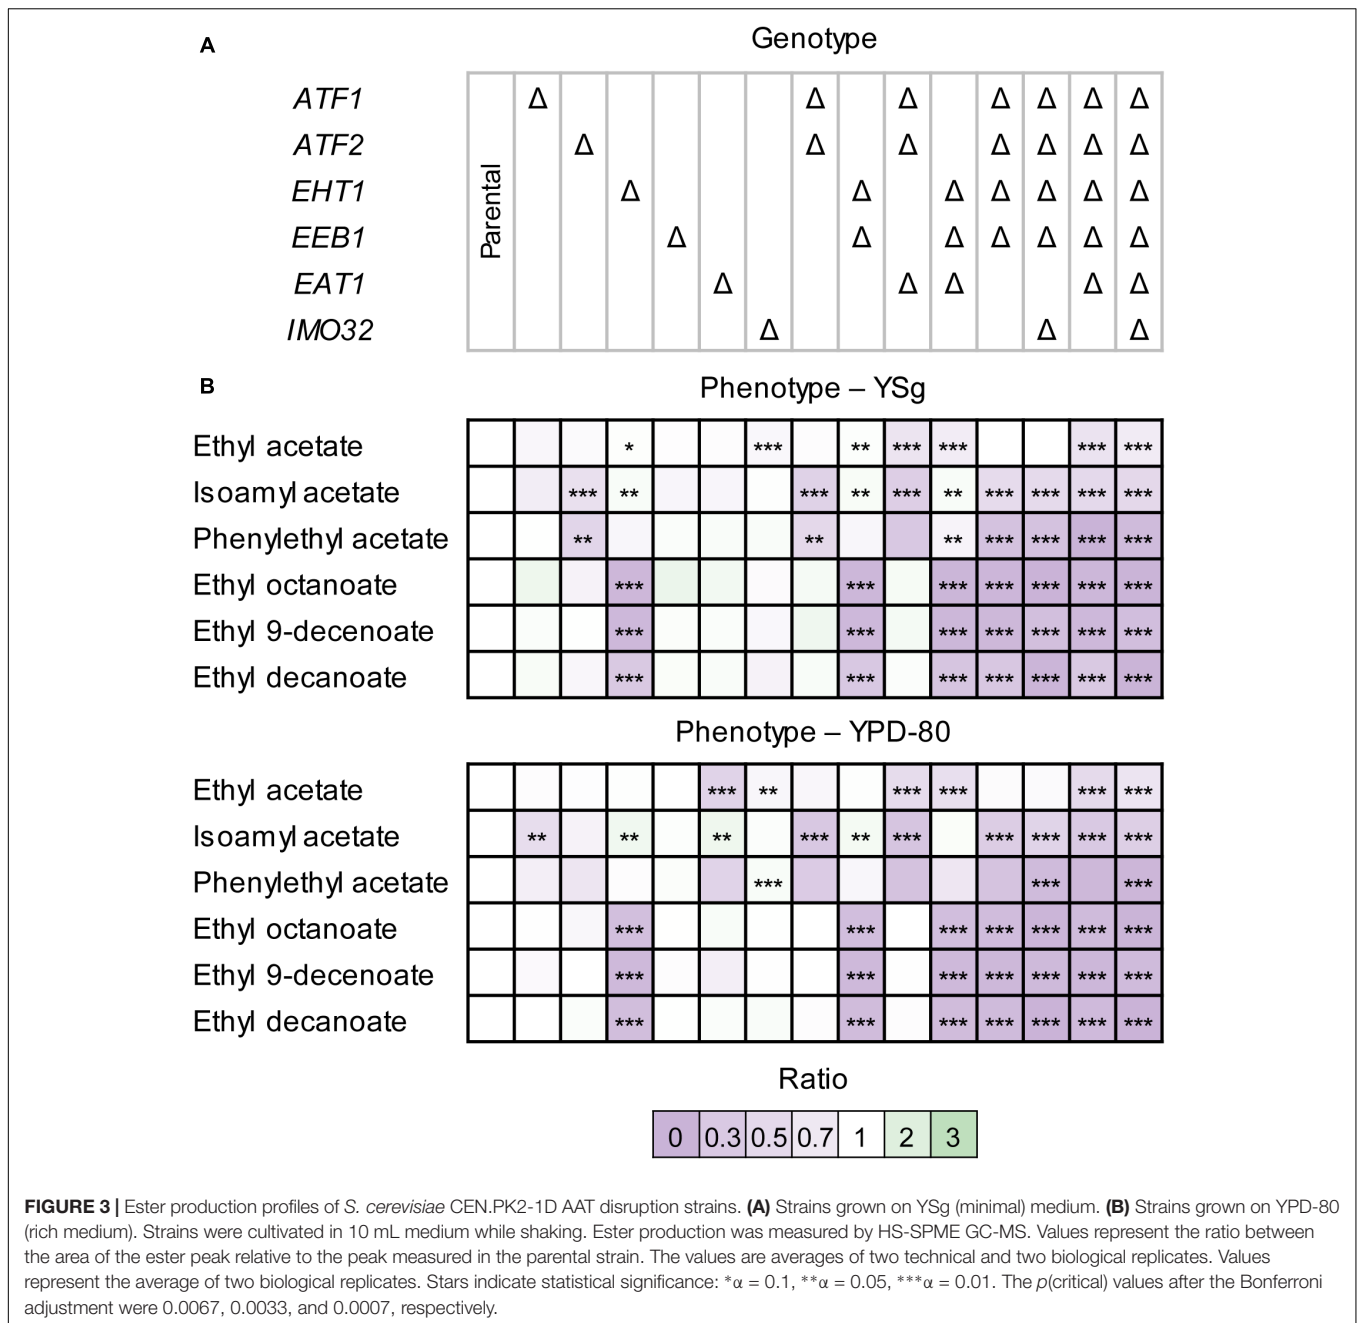 A
Genotype
ATF1 Δ Δ Δ Δ Δ Δ Δ
ATF2 Δ Δ Δ Δ Δ Δ Δ
EHT1 Δ Δ Δ Δ Δ Δ Δ
EEB1 Δ Δ Δ Δ Δ Δ Δ
EAT1 Δ Δ Δ Δ Δ
IMO32 Δ Δ Δ
Parental
B
Phenotype – YSg
Ethyl acetate * *** ** *** *** *** ***
Isoamyl acetate *** ** *** ** *** ** *** *** *** ***
Phenylethyl acetate ** ** ** *** *** *** ***
Ethyl octanoate *** *** *** *** *** *** ***
Ethyl 9-decenoate *** *** *** *** *** *** ***
Ethyl decanoate *** *** *** *** *** *** ***
Phenotype – YPD-80
Ethyl acetate *** ** *** *** *** ***
Isoamyl acetate ** ** ** *** ** *** *** *** *** ***
Phenylethyl acetate *** *** ***
Ethyl octanoate *** *** *** *** *** *** ***
Ethyl 9-decenoate *** *** *** *** *** *** ***
Ethyl decanoate *** *** *** *** *** *** ***
Ratio
0 0.3 0.5 0.7 1 2 3
FIGURE 3 | Ester production profiles of S. cerevisiae CEN.PK2-1D AAT disruption strains. (A) Strains grown on YSg (minimal) medium. (B) Strains grown on YPD-80
(rich medium). Strains were cultivated in 10 mL medium while shaking. Ester production was measured by HS-SPME GC-MS. Values represent the ratio between
the area of the ester peak relative to the peak measured in the parental strain. The values are averages of two technical and two biological replicates. Values
represent the average of two biological replicates. Stars indicate statistical significance: *α = 0.1, **α = 0.05, ***α = 0.01. The p(critical) values after the Bonferroni
adjustment were 0.0067, 0.0033, and 0.0007, respectively.